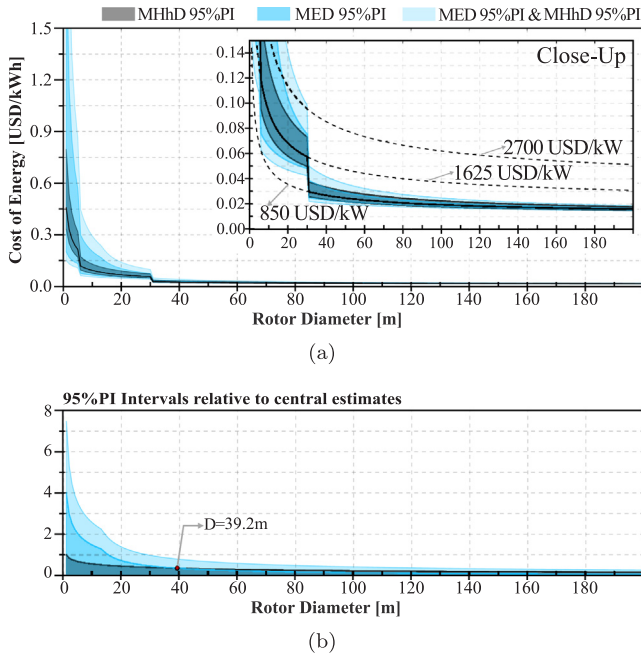 MHhD 95%PI MED 95%PI MED 95%PI & MHhD 95% PI
1.5
1.2
0.9
0.6
0.3
0.0
Cost of Energy [USD/kWh]
Close-Up
0.14
0.12
0.10
0.08
0.06
0.04
0.02
0.00
2700 USD/kW
1625 USD/kW
850 USD/kW
0 20 40 60 80 100 120 140 160
0 20 40 60 80 100 120 140 160 180
Rotor Diameter [m]
(a)
95%PI Intervals relative to central estimates
8
6
4
2
0
D=39.2m
0 20 40 60 80 100 120 140 160 180
Rotor Diameter [m]
(b)